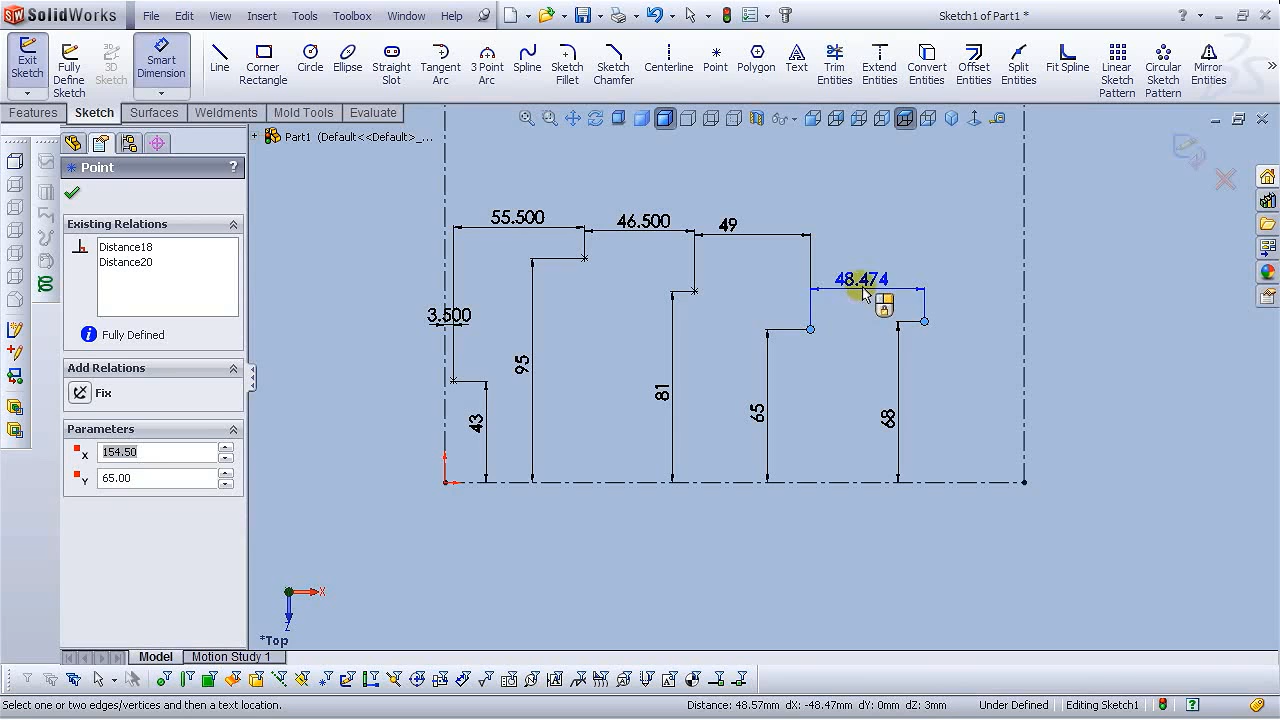 SW SOLIDWORKS File Edit View Insert Tools Toolbox Window Help Sketch1 of Part1 *
Exit Sketch
Fully Define Sketch
3D Sketch
Smart Dimension
Line
Corner Rectangle
Circle
Ellipse
Straight Slot
Tangent Arc
3 Point Arc
Spline
Sketch Fillet
Sketch Chamfer
Centerline
Point
Polygon
Text
Trim Entities
Extend Entities
Convert Entities
Offset Entities
Split Entities
Fit Spline
Linear Sketch Pattern
Circular Sketch Pattern
Mirror Entities
Features Sketch Surfaces Weldments Mold Tools Evaluate
Part1 (Default<<Default>_...
Point ?
Existing Relations
Distance18
Distance20
Fully Defined
Add Relations
Fix
Parameters
X 154.50
Y 65.00
55.500
46.500
49
48.474
3.500
43
95
81
65
68
X
Z
*Top
Model Motion Study 1
Select one or two edges/vertices and then a text location. Distance: 48.57mm dX: -48.47mm dY: 0mm dZ: 3mm Under Defined Editing Sketch1